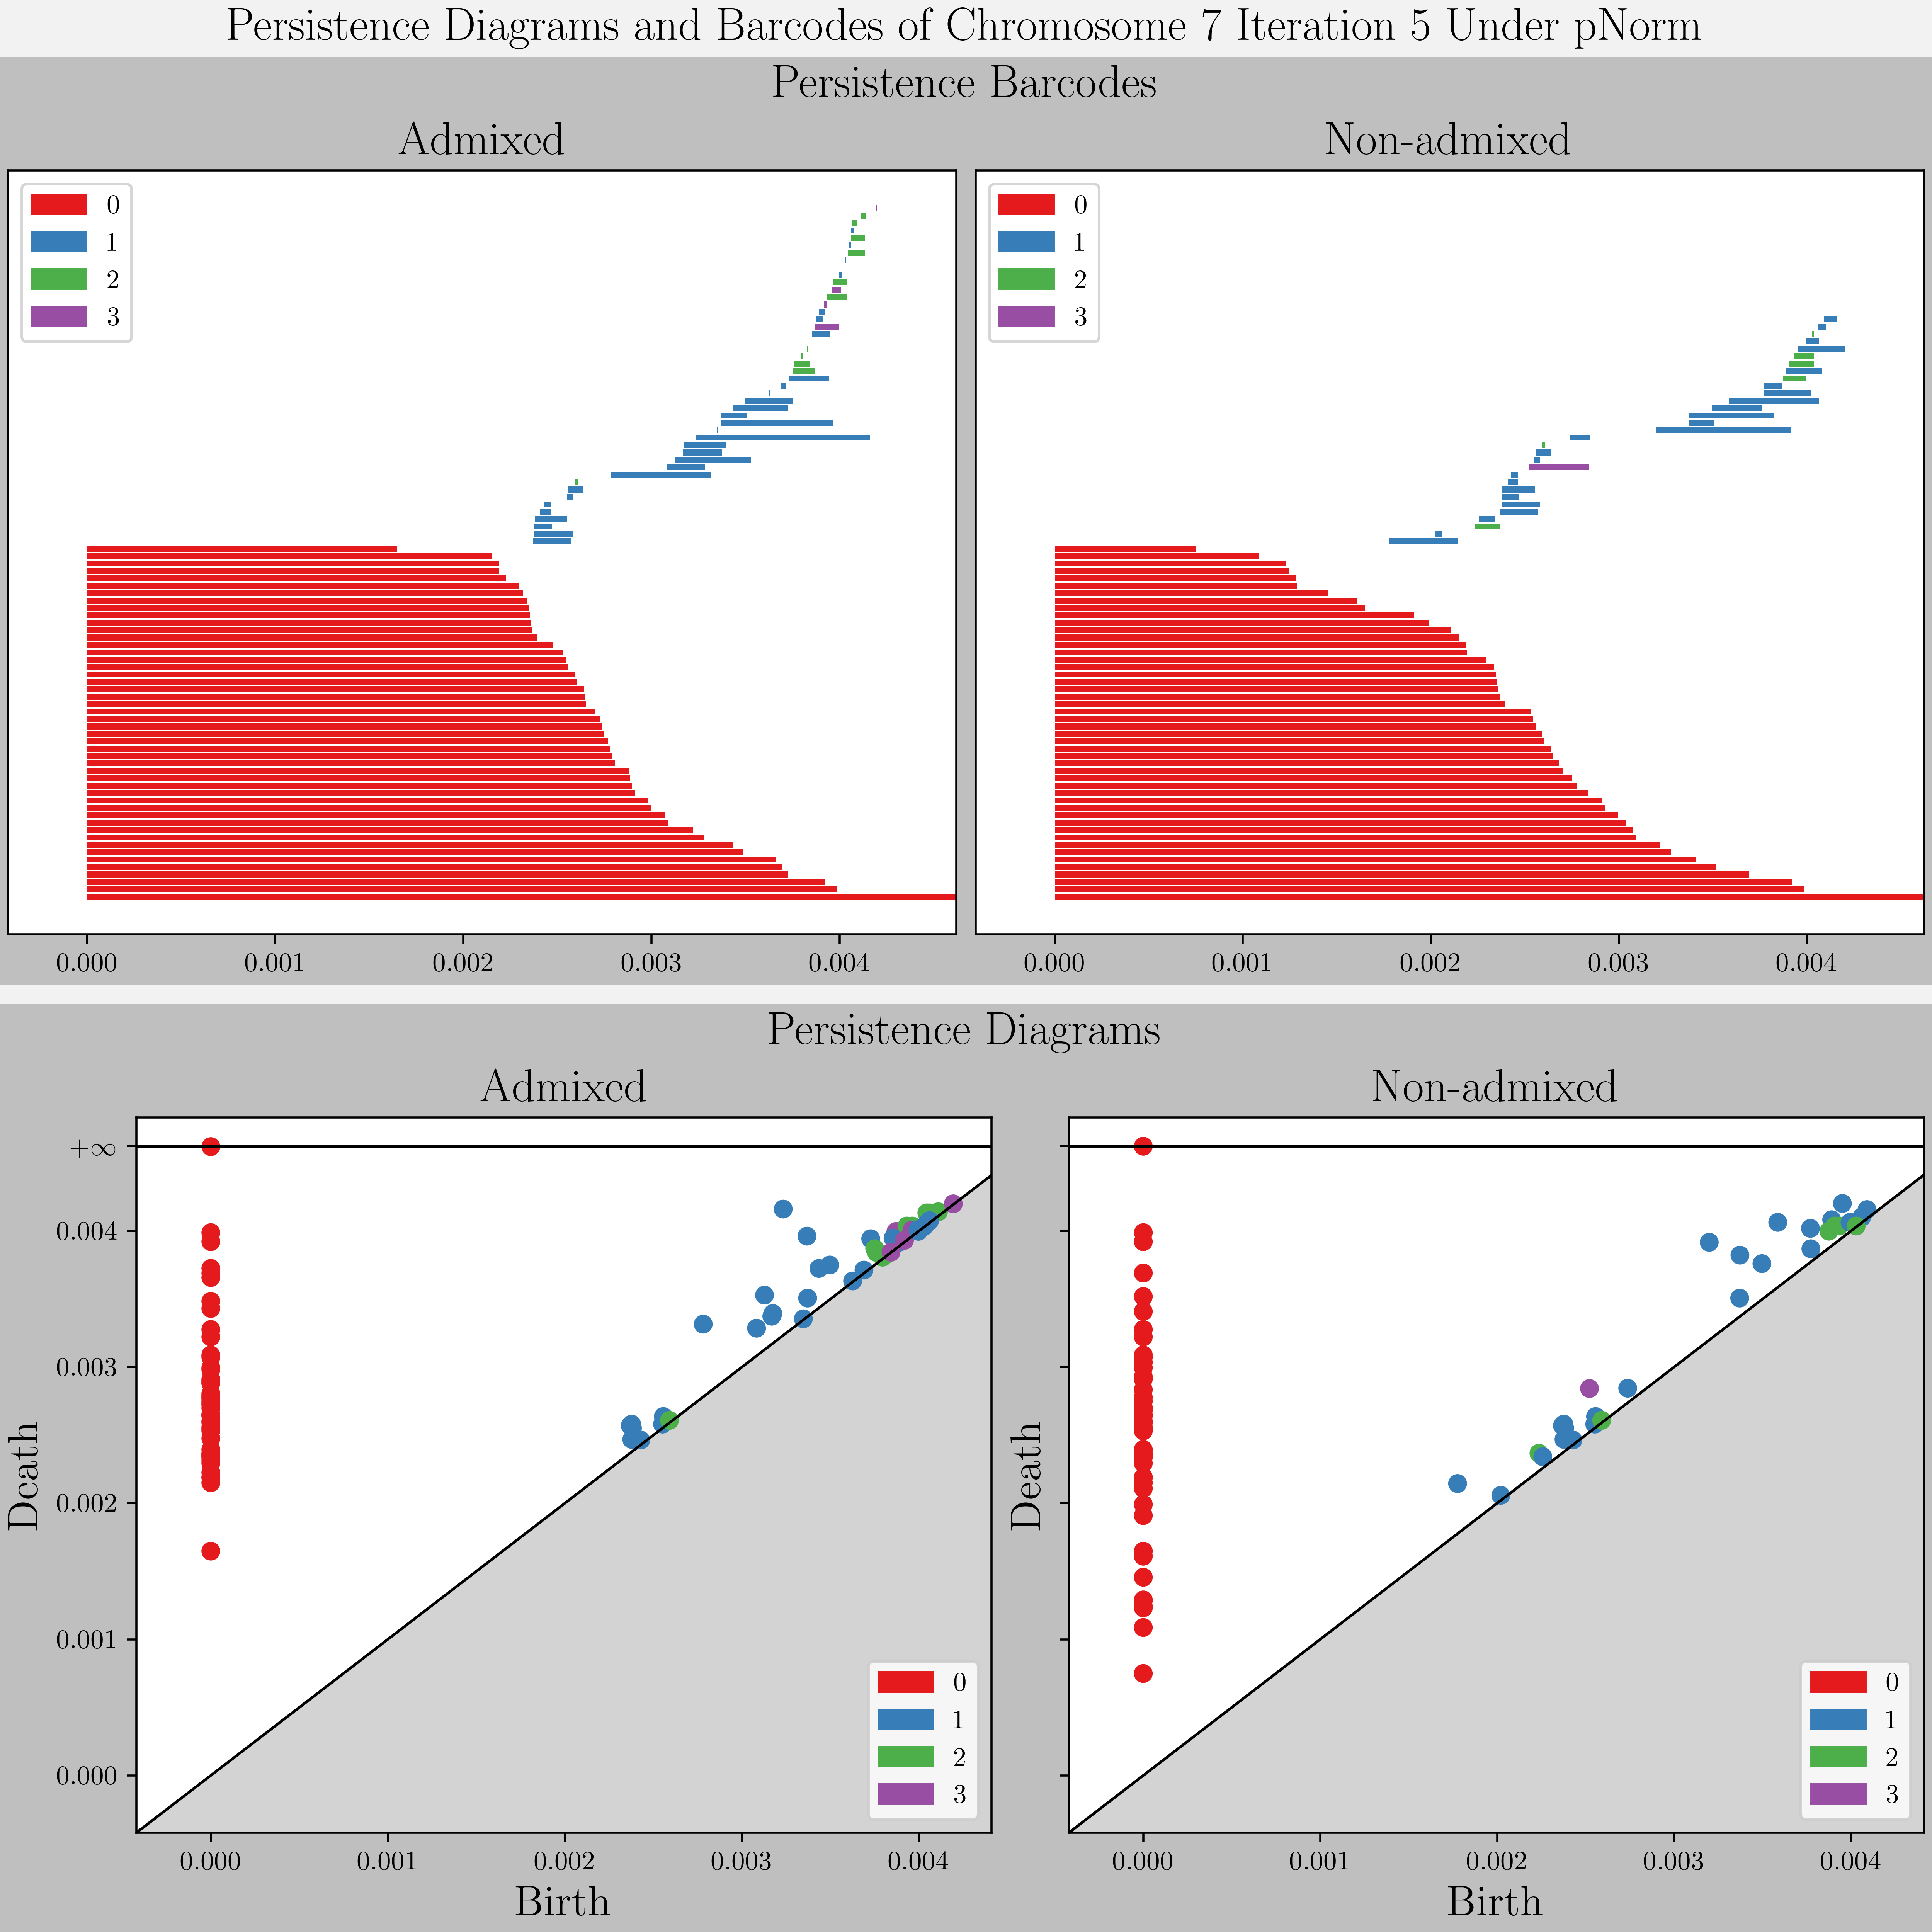 Persistence Diagrams and Barcodes of Chromosome 7 Iteration 5 Under pNorm
Persistence Barcodes
Admixed
0
1
2
3
0.000 0.001 0.002 0.003 0.004
Non-admixed
0
1
2
3
0.000 0.001 0.002 0.003 0.004
Persistence Diagrams
Admixed
Death
+∞
0.004
0.003
0.002
0.001
0.000
0
1
2
3
0.000 0.001 0.002 0.003 0.004
Birth
Non-admixed
Death
0
1
2
3
0.000 0.001 0.002 0.003 0.004
Birth